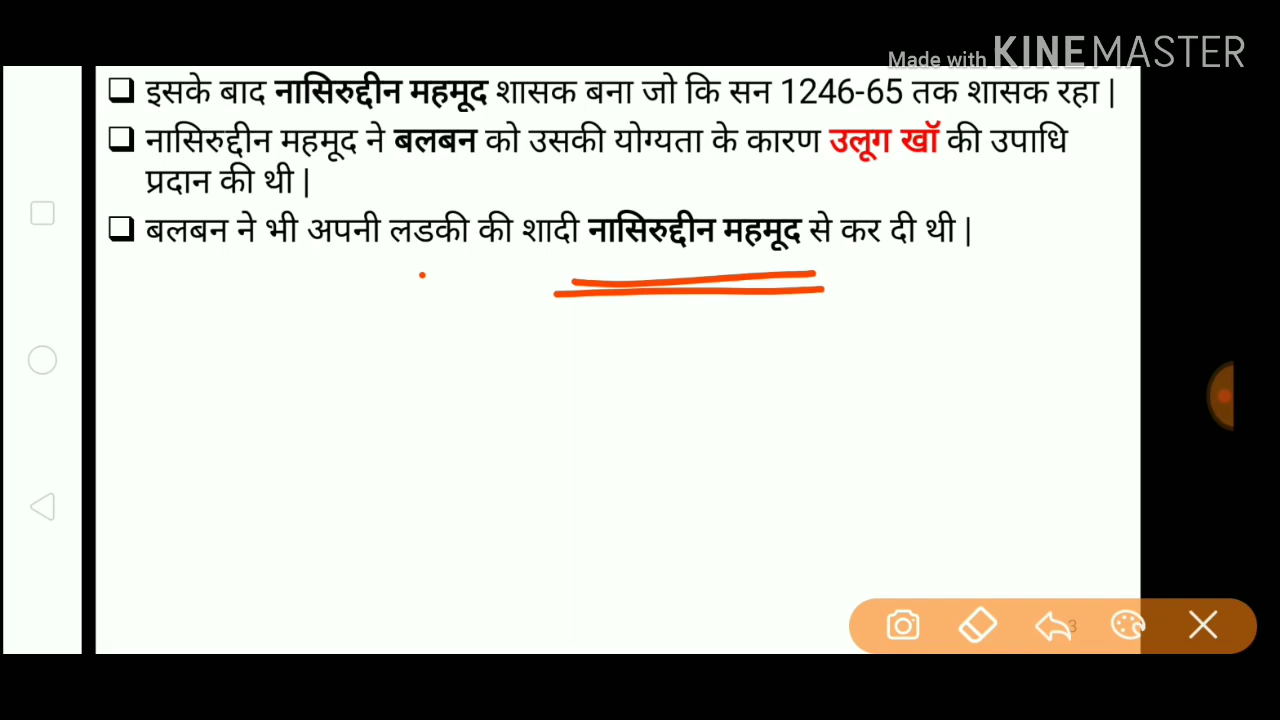 Made with KINEMASTER
❑ इसके बाद नासिरुद्दीन महमूद शासक बना जो कि सन 1246-65 तक शासक रहा |
❑ नासिरुद्दीन महमूद ने बलबन को उसकी योग्यता के कारण उलूग खॉ की उपाधि
प्रदान की थी |
❑ बलबन ने भी अपनी लडकी की शादी नासिरुद्दीन महमूद से कर दी थी |
3